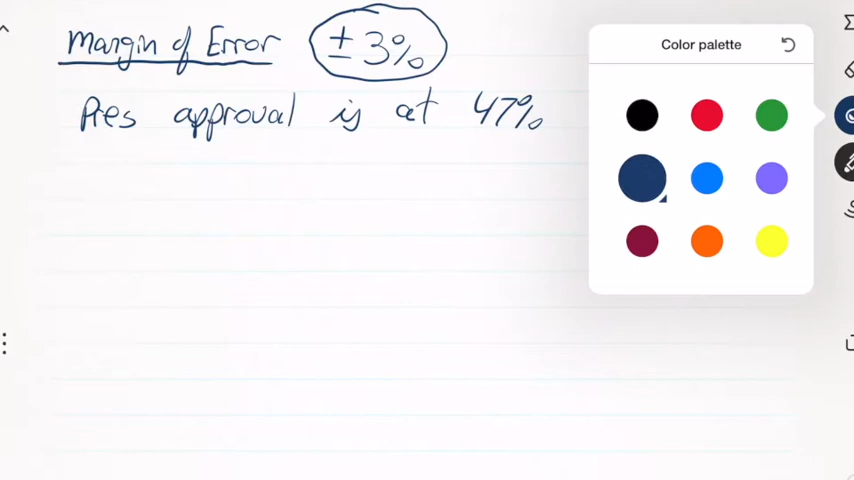 Margin of Error ± 3%
Pres approval is at 47%
Color palette